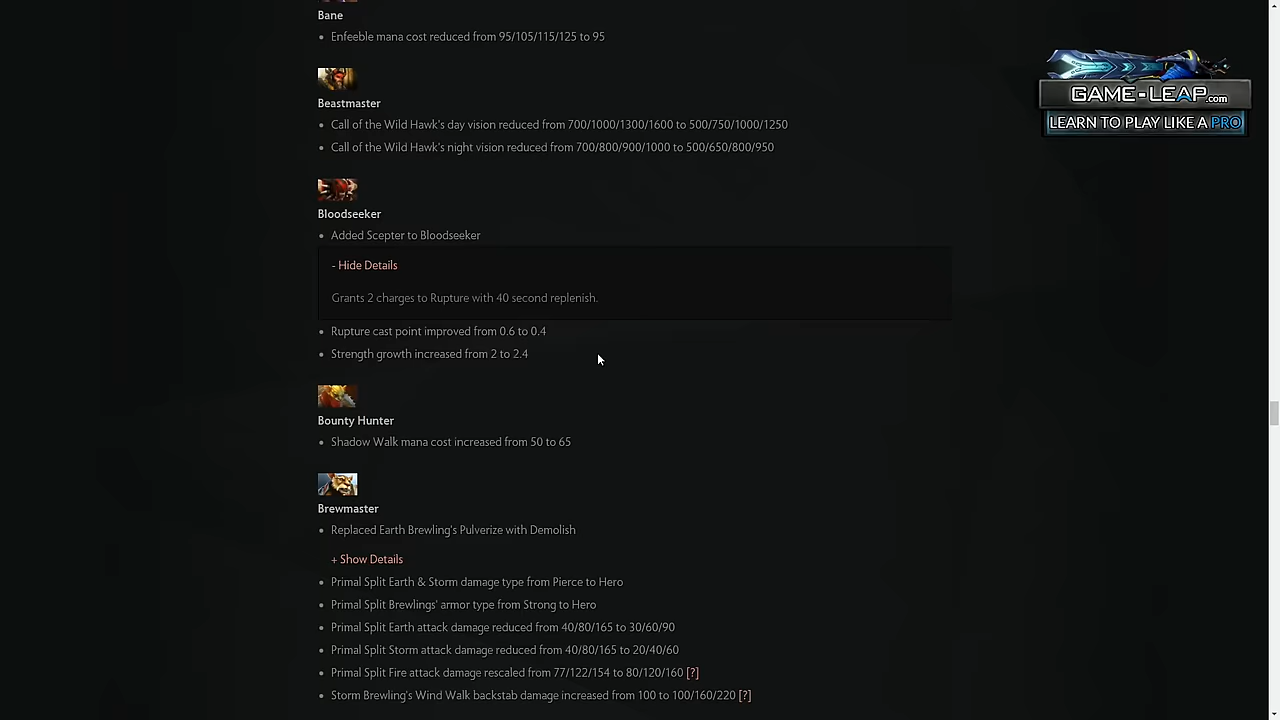 Bane
Enfeeble mana cost reduced from 95/105/115/125 to 95
GAME-LEAP.com
LEARN TO PLAY LIKE A PRO
Beastmaster
Call of the Wild Hawk's day vision reduced from 700/1000/1300/1600 to 500/750/1000/1250
Call of the Wild Hawk's night vision reduced from 700/800/900/1000 to 500/650/800/950
Bloodseeker
Added Scepter to Bloodseeker
- Hide Details
Grants 2 charges to Rupture with 40 second replenish.
Rupture cast point improved from 0.6 to 0.4
Strength growth increased from 2 to 2.4
Bounty Hunter
Shadow Walk mana cost increased from 50 to 65
Brewmaster
Replaced Earth Brewling's Pulverize with Demolish
+ Show Details
Primal Split Earth & Storm damage type from Pierce to Hero
Primal Split Brewlings' armor type from Strong to Hero
Primal Split Earth attack damage reduced from 40/80/165 to 30/60/90
Primal Split Storm attack damage reduced from 40/80/165 to 20/40/60
Primal Split Fire attack damage rescaled from 77/122/154 to 80/120/160 [?]
Storm Brewling's Wind Walk backstab damage increased from 100 to 100/160/220 [?]